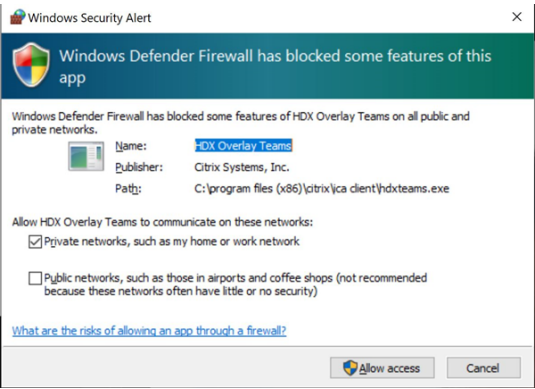 Windows Security Alert
Windows Defender Firewall has blocked some features of this
app
Windows Defender Firewall has blocked some features of HDX Overlay Teams on all public and
private networks.
Name: HDX Overlay Teams
Publisher: Citrix Systems, Inc.
Path: C:\program files (x86)\citrix\ica client\hdxteams.exe
Allow HDX Overlay Teams to communicate on these networks:
Private networks, such as my home or work network
Public networks, such as those in airports and coffee shops (not recommended
because these networks often have little or no security)
What are the risks of allowing an app through a firewall?
Allow access Cancel